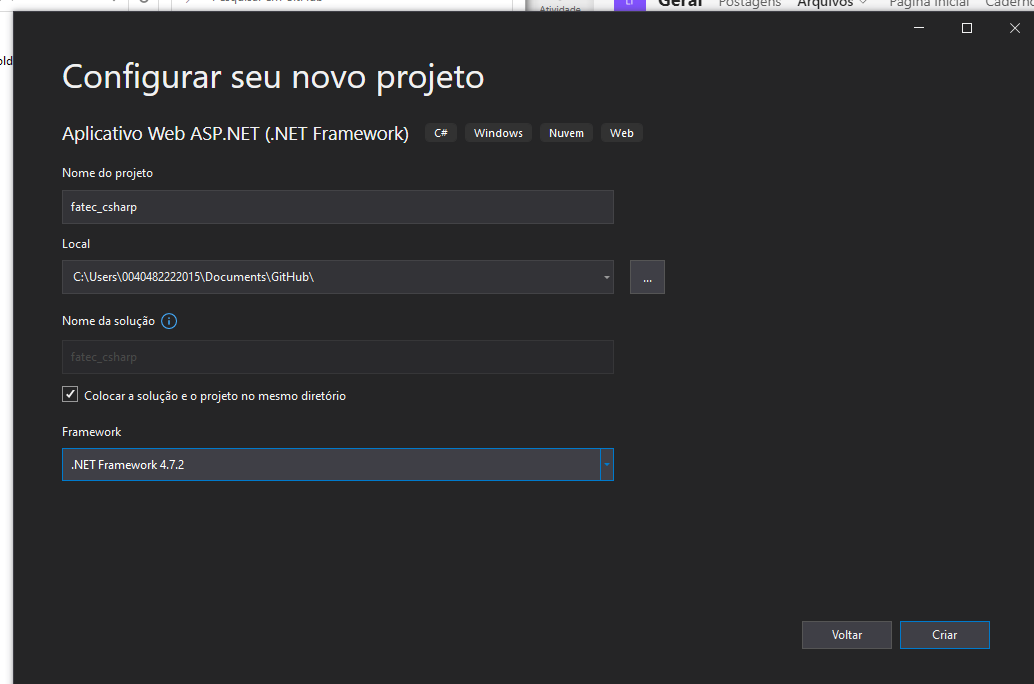 Geral Postagens Arquivos Página Inicial
Atividade
Configurar seu novo projeto
Aplicativo Web ASP.NET (.NET Framework) C# Windows Nuvem Web
Nome do projeto
fatec_csharp
Local
C:\Users\0040482222015\Documents\GitHub\
...
Nome da solução
fatec_csharp
Colocar a solução e o projeto no mesmo diretório
Framework
.NET Framework 4.7.2
Voltar Criar